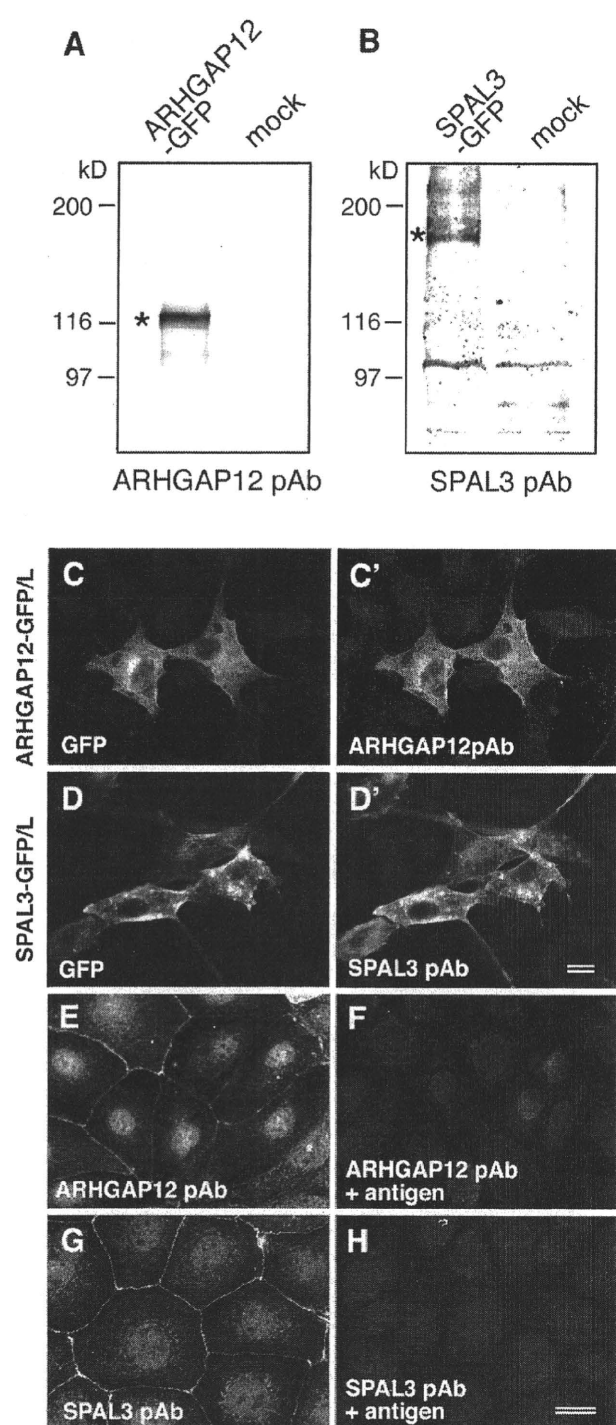 A
B
ARHGAP12
-GFP
mock
SPAL3
-GFP
mock
kD
200
*
116
97
kD
200
*
116
97
ARHGAP12 pAb
SPAL3 pAb
ARHGAP12-GFP/L
C
GFP
C'
ARHGAP12pAb
SPAL3-GFP/L
D
GFP
D'
SPAL3 pAb
E
ARHGAP12 pAb
F
ARHGAP12 pAb
+ antigen
G
SPAL3 pAb
H
SPAL3 pAb
+ antigen